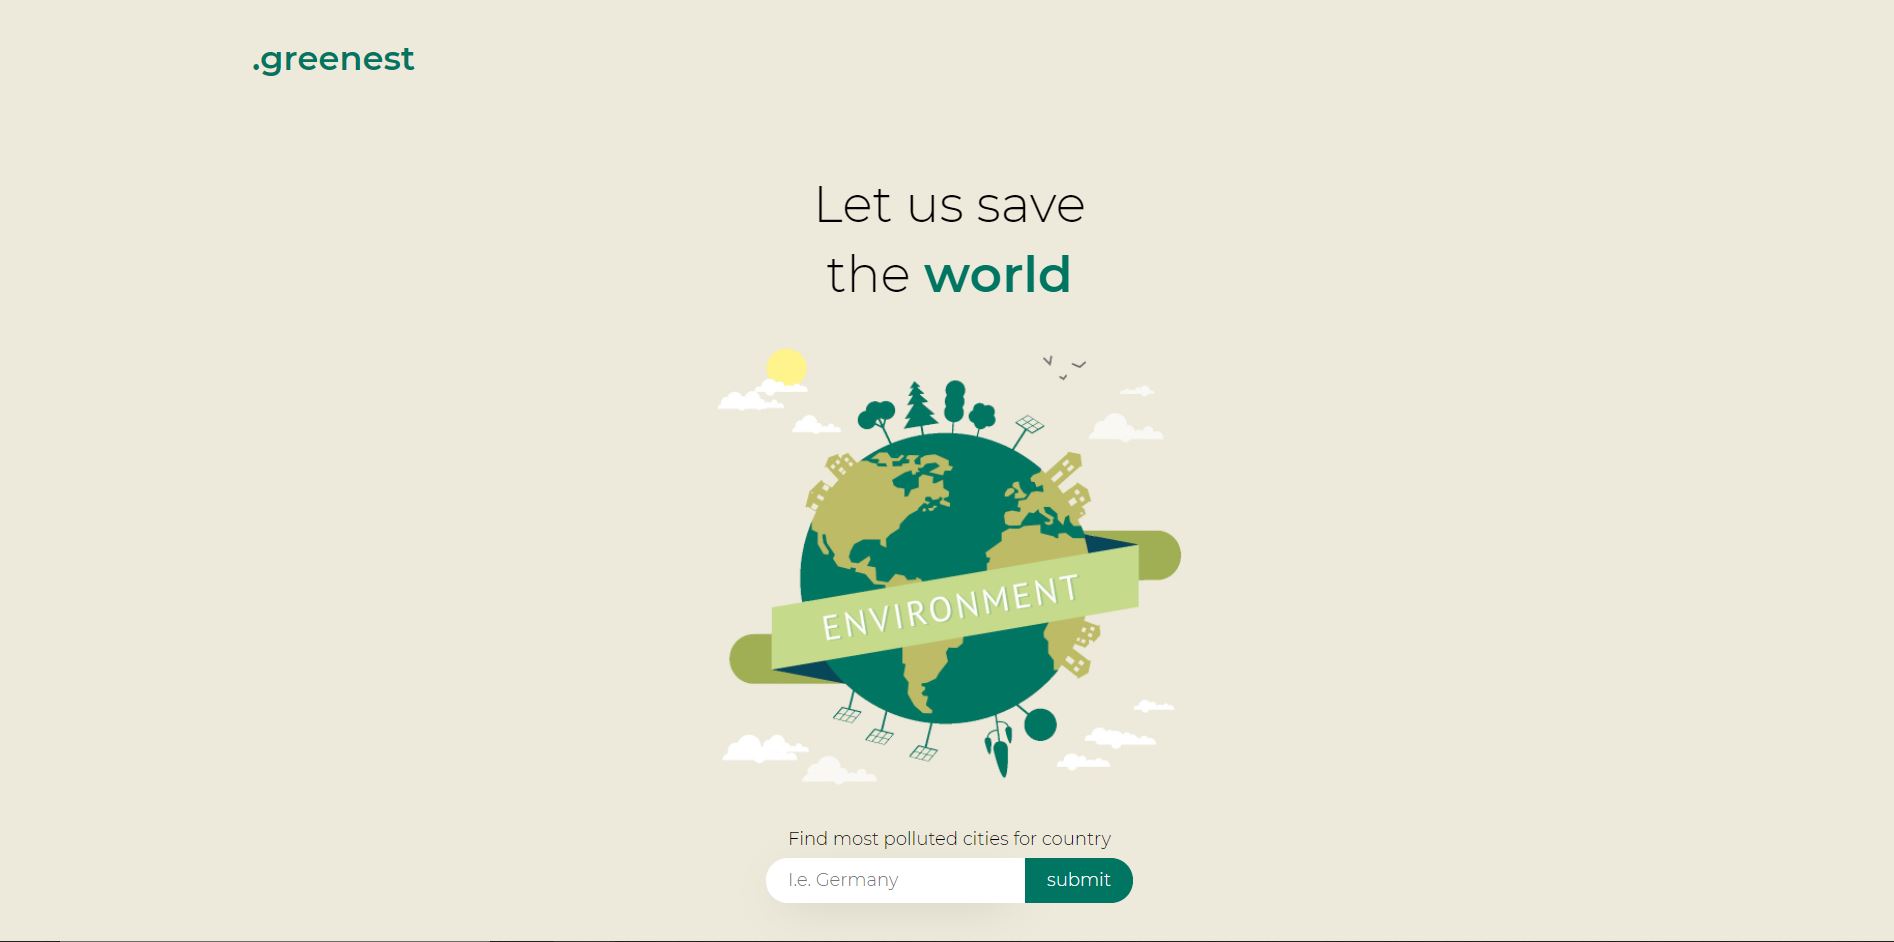 .greenest
Let us save
the world
ENVIRONMENT
Find most polluted cities for country
I.e. Germany
submit